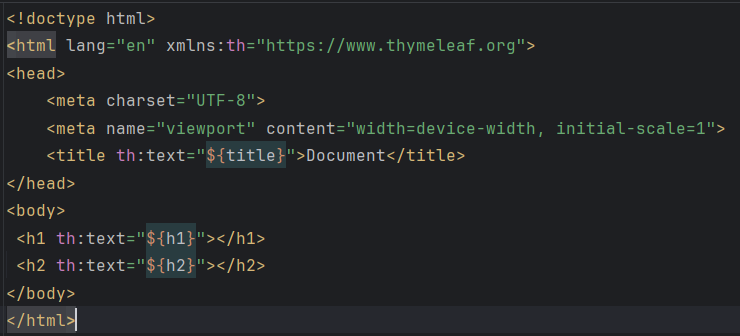 <!doctype html>
<html lang="en" xmlns:th="https://www.thymeleaf.org">
<head>
    <meta charset="UTF-8">
    <meta name="viewport" content="width=device-width, initial-scale=1">
    <title th:text="${title}">Document</title>
</head>
<body>
 <h1 th:text="${h1}"></h1>
 <h2 th:text="${h2}"></h2>
</body>
</html>